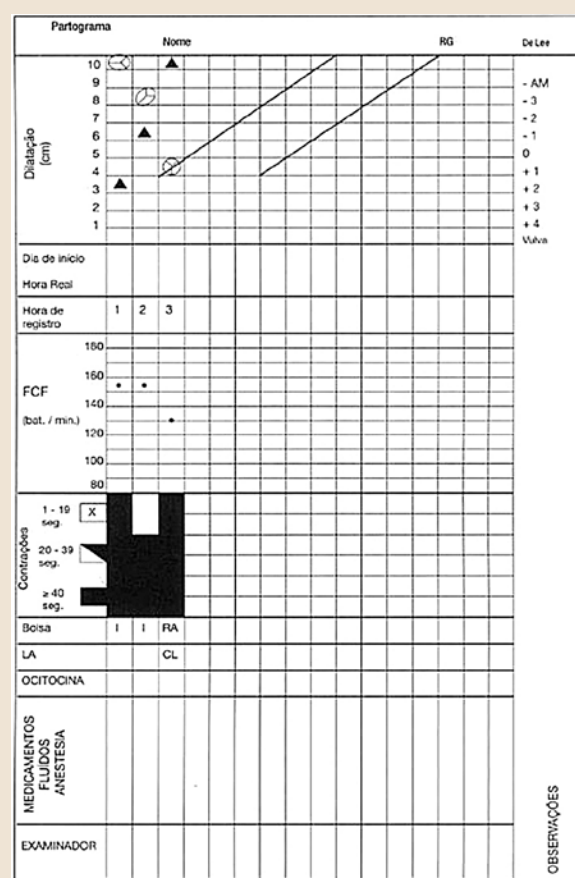 Partograma
Nome RG De Lee
Dilatação (cm)
10
9 - AM
8 - 3
7 - 2
6 - 1
5 0
4 + 1
3 + 2
2 + 3
1 + 4
Vulva
Dia de início
Hora Real
Hora de registro 1 2 3
FCF
(bat. / min.)
180
160
140
120
100
80
Contrações
1 - 19 seg. X
20 - 39 seg.
≥ 40 seg.
Bolsa I I RA
LA CL
OCITOCINA
MEDICAMENTOS
FLUÍDOS
ANESTESIA
EXAMINADOR
OBSERVAÇÕES